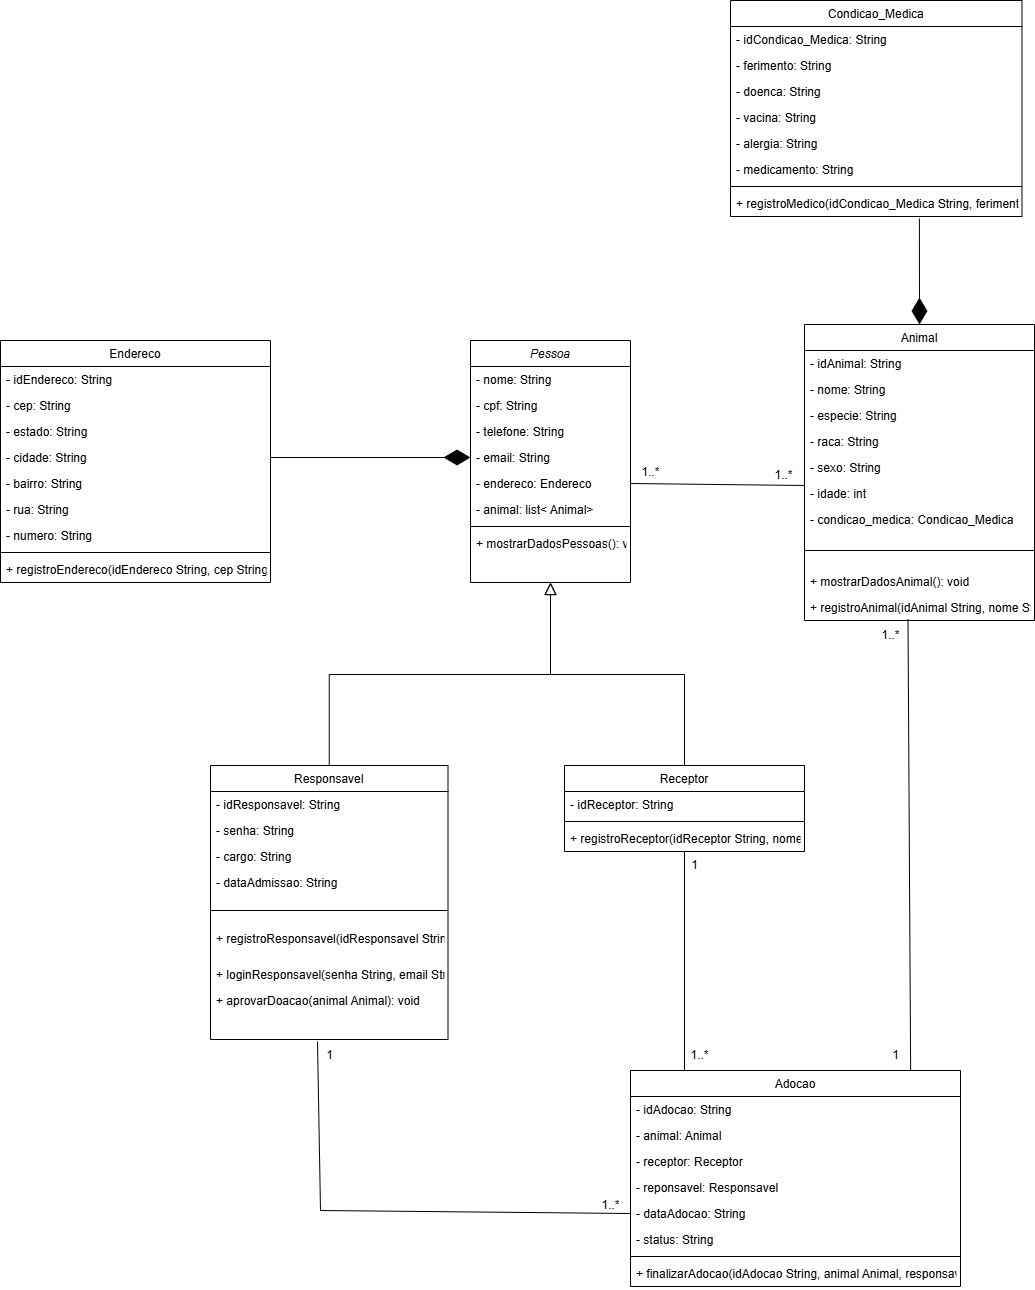 Condicao_Medica
- idCondicao_Medica: String
- ferimento: String
- doenca: String
- vacina: String
- alergia: String
- medicamento: String
+ registroMedico(idCondicao_Medica String, feriment
Endereco
- idEndereco: String
- cep: String
- estado: String
- cidade: String
- bairro: String
- rua: String
- numero: String
+ registroEndereco(idEndereco String, cep String
Pessoa
- nome: String
- cpf: String
- telefone: String
- email: String
- endereco: Endereco
- animal: list< Animal>
+ mostrarDadosPessoas(): v
1..*
1..*
Animal
- idAnimal: String
- nome: String
- especie: String
- raca: String
- sexo: String
- idade: int
- condicao_medica: Condicao_Medica
+ mostrarDadosAnimal(): void
+ registroAnimal(idAnimal String, nome S
1..*
Responsavel
- idResponsavel: String
- senha: String
- cargo: String
- dataAdmissao: String
+ registroResponsavel(idResponsavel Strin
+ loginResponsavel(senha String, email Stri
+ aprovarDoacao(animal Animal): void
1
Receptor
- idReceptor: String
+ registroReceptor(idReceptor String, nome
1
1..*
1
1..*
Adocao
- idAdocao: String
- animal: Animal
- receptor: Receptor
- reponsavel: Responsavel
- dataAdocao: String
- status: String
+ finalizarAdocao(idAdocao String, animal Animal, responsav